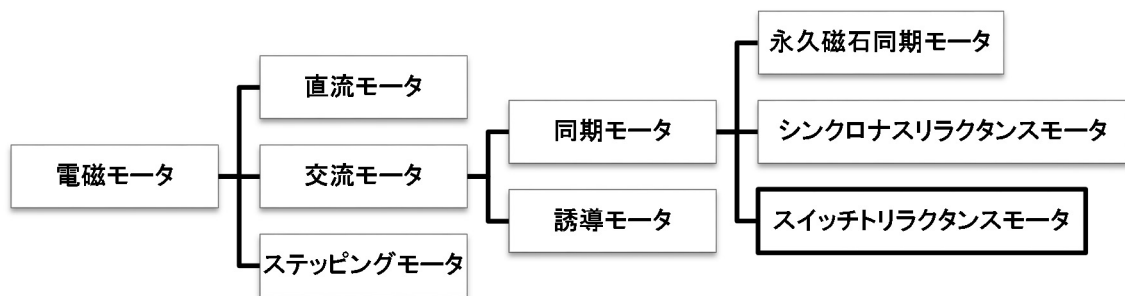 電磁モータ
直流モータ
交流モータ
ステッピングモータ
同期モータ
誘導モータ
永久磁石同期モータ
シンクロナスリラクタンスモータ
スイッチトリラクタンスモータ